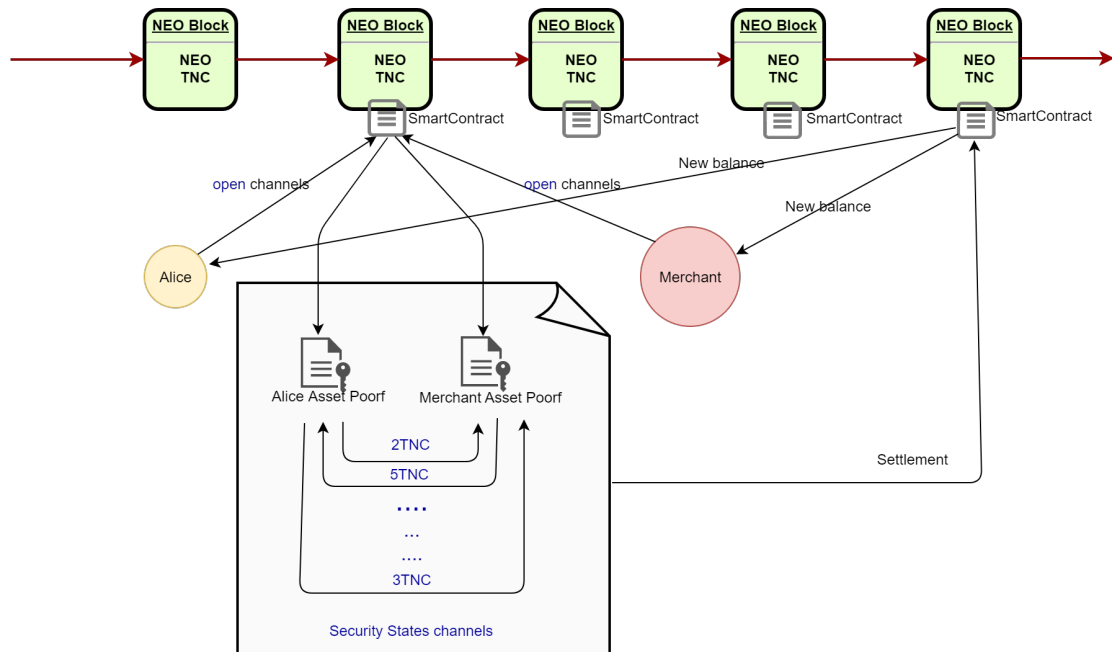 NEO Block
NEO
TNC
NEO Block
NEO
TNC
NEO Block
NEO
TNC
NEO Block
NEO
TNC
NEO Block
NEO
TNC
SmartContract
SmartContract
SmartContract
SmartContract
New balance
open channels
open channels
New balance
Alice
Merchant
Alice Asset Poorf
Merchant Asset Poorf
2TNC
5TNC
....
...
....
3TNC
Settlement
Security States channels